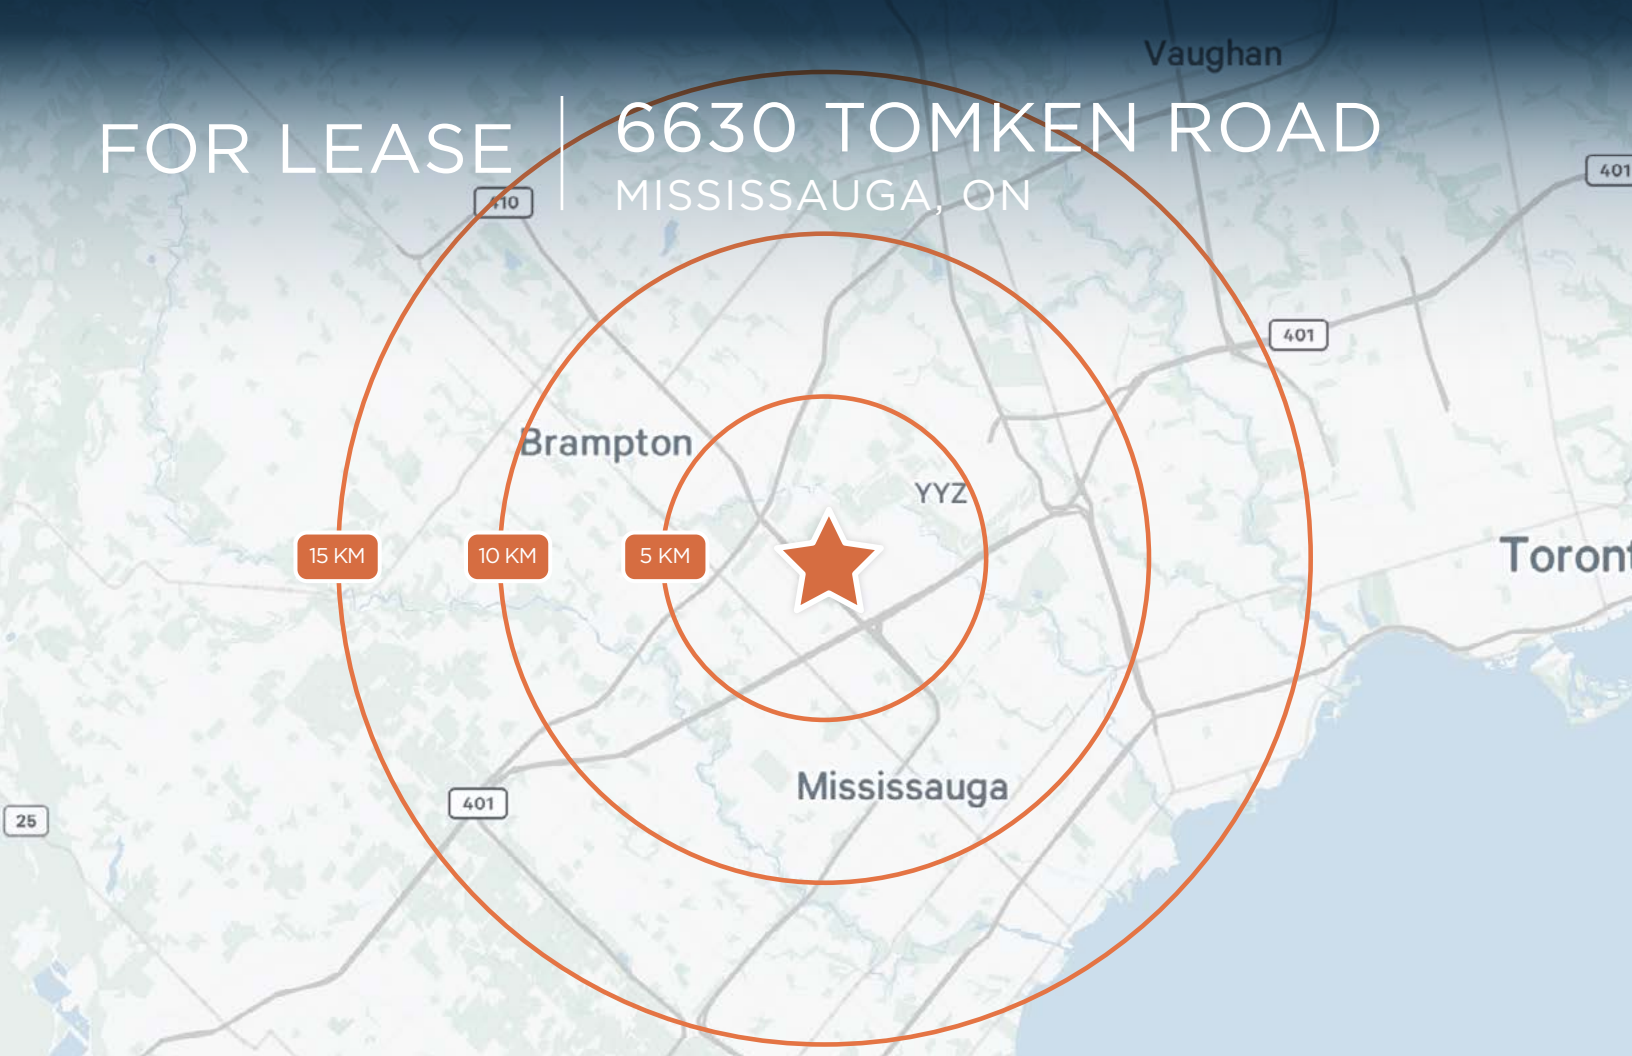 Vaughan
FOR LEASE
6630 TOMKEN ROAD
MISSISSAUGA, ON
401
410
401
Brampton
YYZ
15 KM
10 KM
5 KM
Toront
Mississauga
401
25